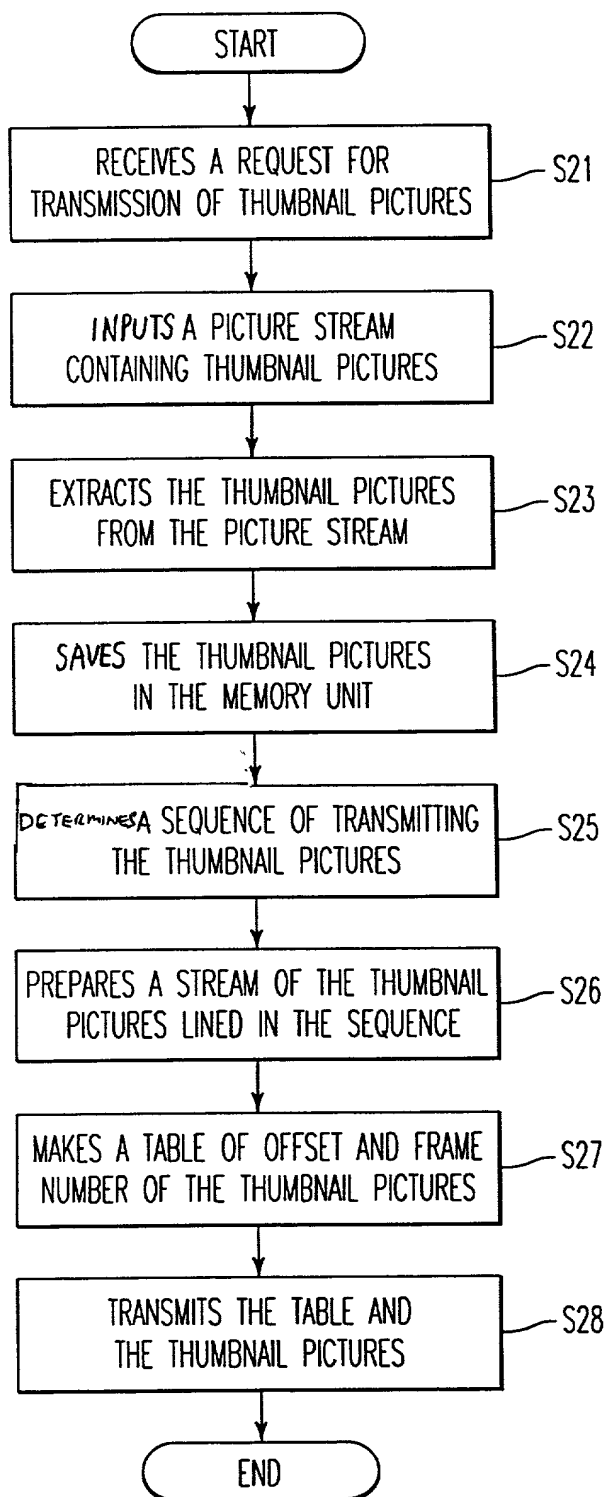 START
RECEIVES A REQUEST FOR
TRANSMISSION OF THUMBNAIL PICTURES
S21
INPUTS A PICTURE STREAM
CONTAINING THUMBNAIL PICTURES
S22
EXTRACTS THE THUMBNAIL PICTURES
FROM THE PICTURE STREAM
S23
SAVES THE THUMBNAIL PICTURES
IN THE MEMORY UNIT
S24
DETERMINES A SEQUENCE OF TRANSMITTING
THE THUMBNAIL PICTURES
S25
PREPARES A STREAM OF THE THUMBNAIL
PICTURES LINED IN THE SEQUENCE
S26
MAKES A TABLE OF OFFSET AND FRAME
NUMBER OF THE THUMBNAIL PICTURES
S27
TRANSMITS THE TABLE AND
THE THUMBNAIL PICTURES
S28
END